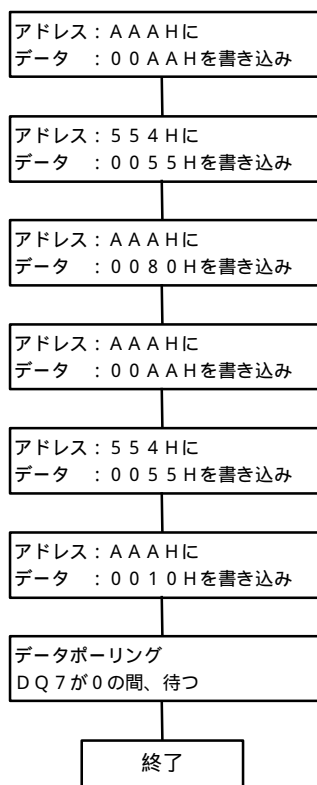 アドレス：ＡＡＡＨに
データ　：００ＡＡＨを書き込み
アドレス：５５４Ｈに
データ　：００５５Ｈを書き込み
アドレス：ＡＡＡＨに
データ　：００８０Ｈを書き込み
アドレス：ＡＡＡＨに
データ　：００ＡＡＨを書き込み
アドレス：５５４Ｈに
データ　：００５５Ｈを書き込み
アドレス：ＡＡＡＨに
データ　：００１０Ｈを書き込み
データポーリング
ＤＱ７が０の間、待つ
終了